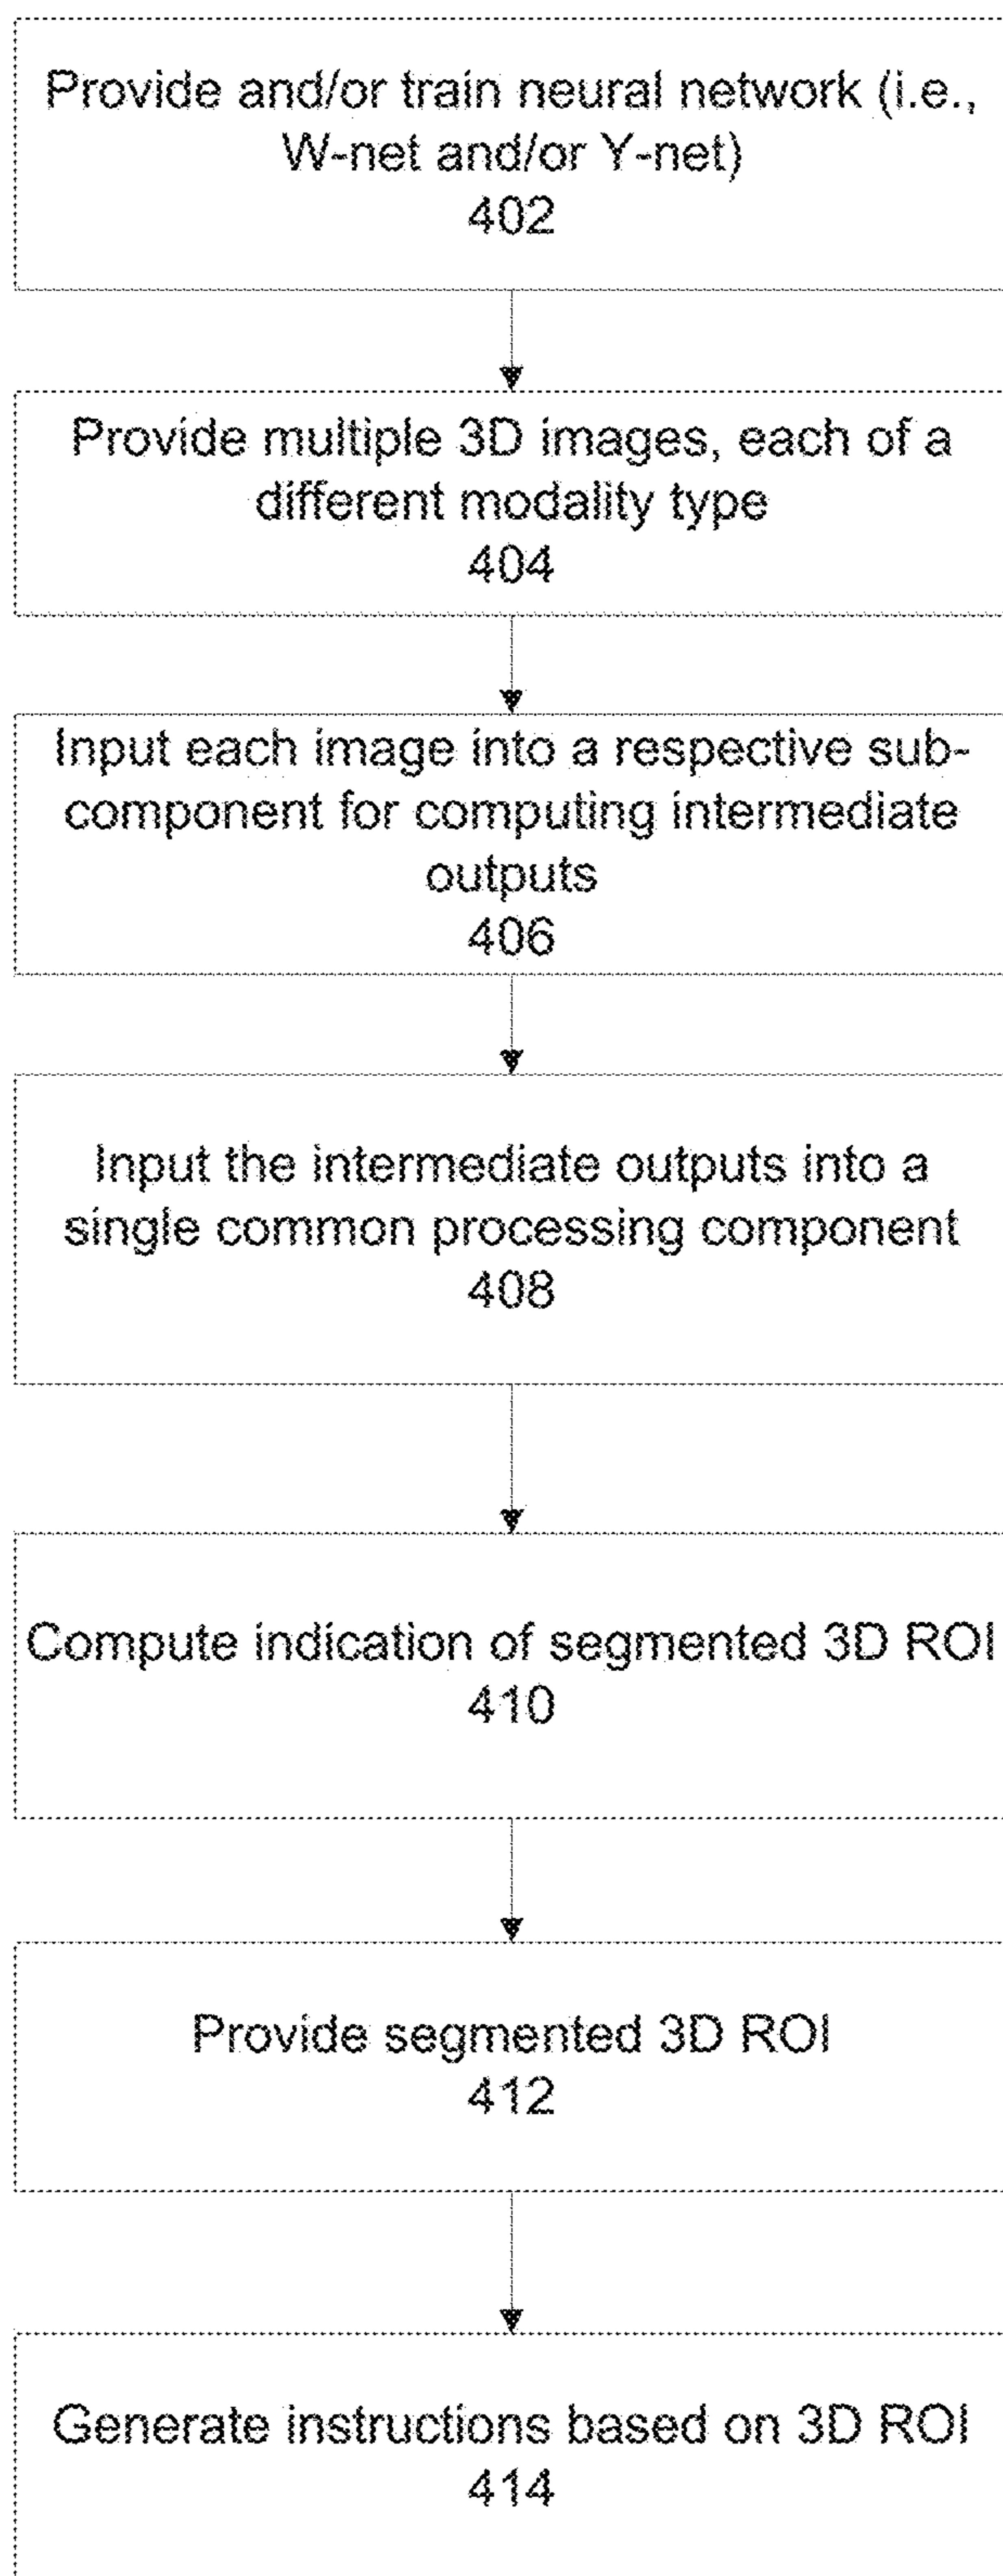 Provide and/or train neural network (i.e.,
W-net and/or Y-net)
402
Provide multiple 3D images, each of a
different modality type
404
Input each image into a respective sub-
component for computing intermediate
outputs
406
Input the intermediate outputs into a
single common processing component
408
Compute indication of segmented 3D ROI
410
Provide segmented 3D ROI
412
Generate instructions based on 3D ROI
414